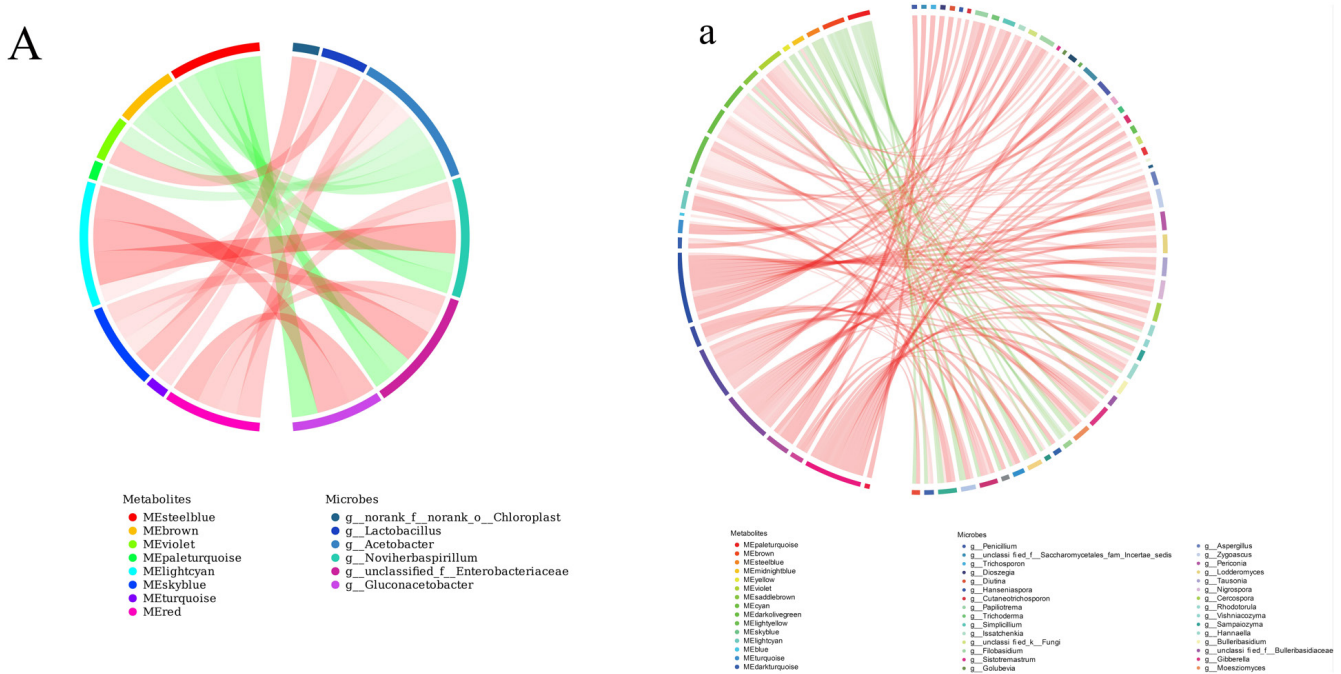 A
a
Metabolites
MEsteelblue
MEbrown
MEviolet
MEpaleturquoise
MElightcyan
MEskyblue
MEturquoise
MEred
Microbes
g__norank_f__norank_o__Chloroplast
g__Lactobacillus
g__Acetobacter
g__Noviherbaspirillum
g__unclassified_f__Enterobacteriaceae
g__Gluconacetobacter
Metabolites
MEpaleturquoise
MEbrown
MEsteelblue
MEmidnightblue
MEyellow
MEviolet
MEsaddlebrown
MEcyan
MEdarkolivegreen
MElightyellow
MEskyblue
MElightcyan
MEblue
MEturquoise
MEdarkturquoise
Microbes
g__Penicillium
g__unclassified_f__Saccharomycetales_fam_Incertae_sedis
g__Trichosporon
g__Dioszegia
g__Diutina
g__Hanseniaspora
g__Cutaneotrichosporon
g__Papiliotrema
g__Trichoderma
g__Simplicillium
g__Issatchenkia
g__unclassified_k__Fungi
g__Filobasidium
g__Sistotremastrum
g__Golubevia
g__Aspergillus
g__Zygoascus
g__Periconia
g__Lodderomyces
g__Tausonia
g__Nigrospora
g__Cercospora
g__Rhodotorula
g__Vishniacozyma
g__Sampaiozyma
g__Hannaella
g__Bulleribasidium
g__unclassified_f__Bulleribasidiaceae
g__Gibberella
g__Moesziomyces